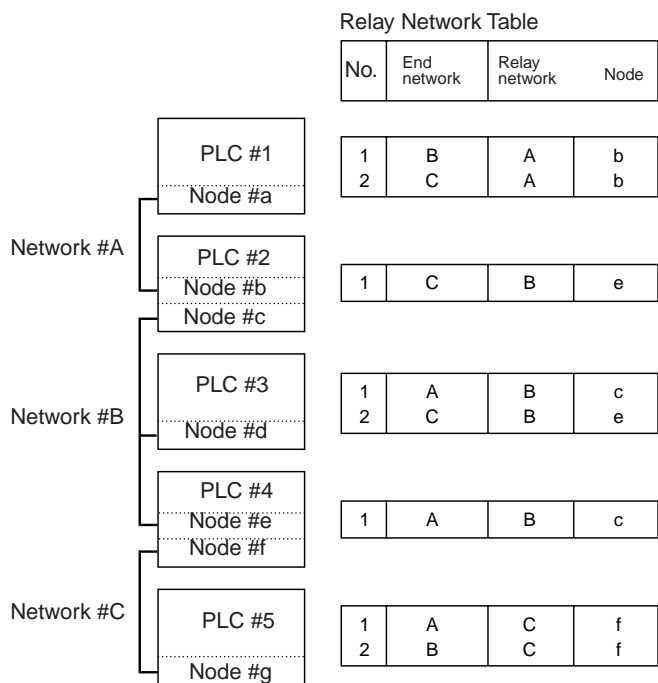 Relay Network Table
No. End network Relay network Node
PLC #1
Node #a
1 B A b
2 C A b
Network #A
PLC #2
Node #b
Node #c
1 C B e
PLC #3
Node #d
1 A B c
2 C B e
Network #B
PLC #4
Node #e
Node #f
1 A B c
Network #C
PLC #5
Node #g
1 A C f
2 B C f